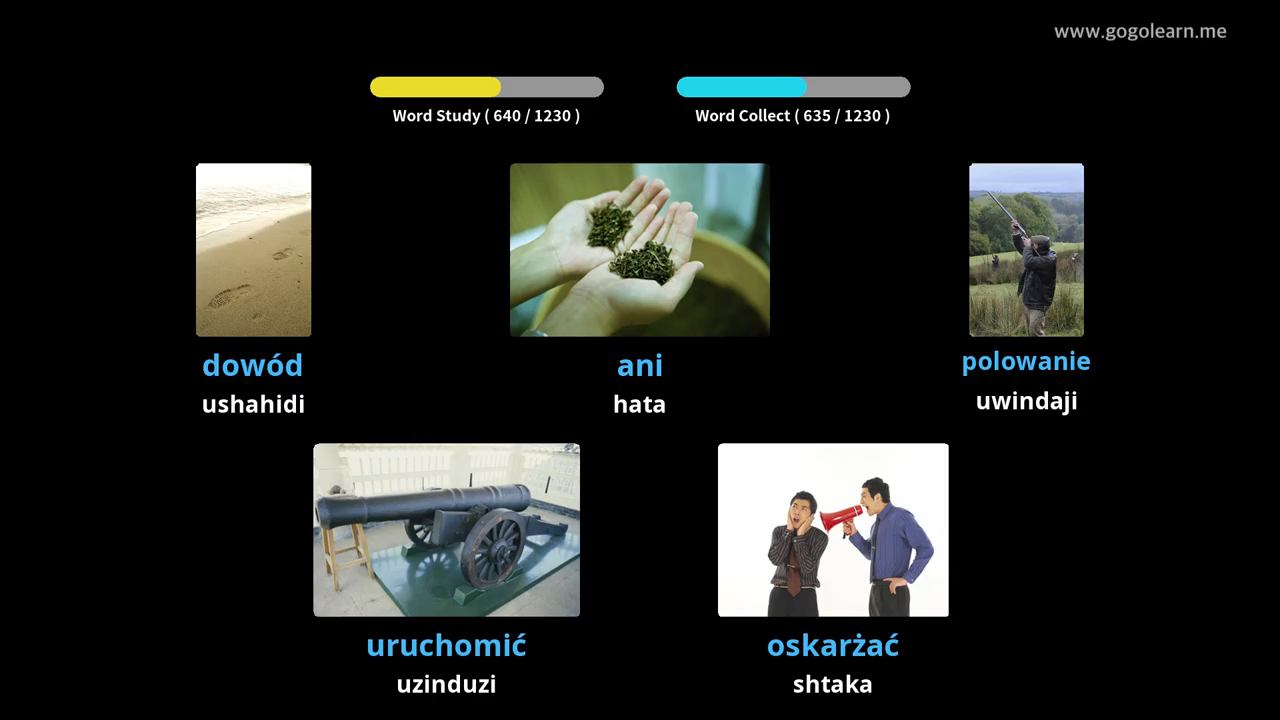 www.gogolearn.me
Word Study ( 640 / 1230 )
Word Collect ( 635 / 1230 )
dowód
ushahidi
ani
hata
polowanie
uwindaji
uruchomić
uzinduzi
oskarżać
shtaka